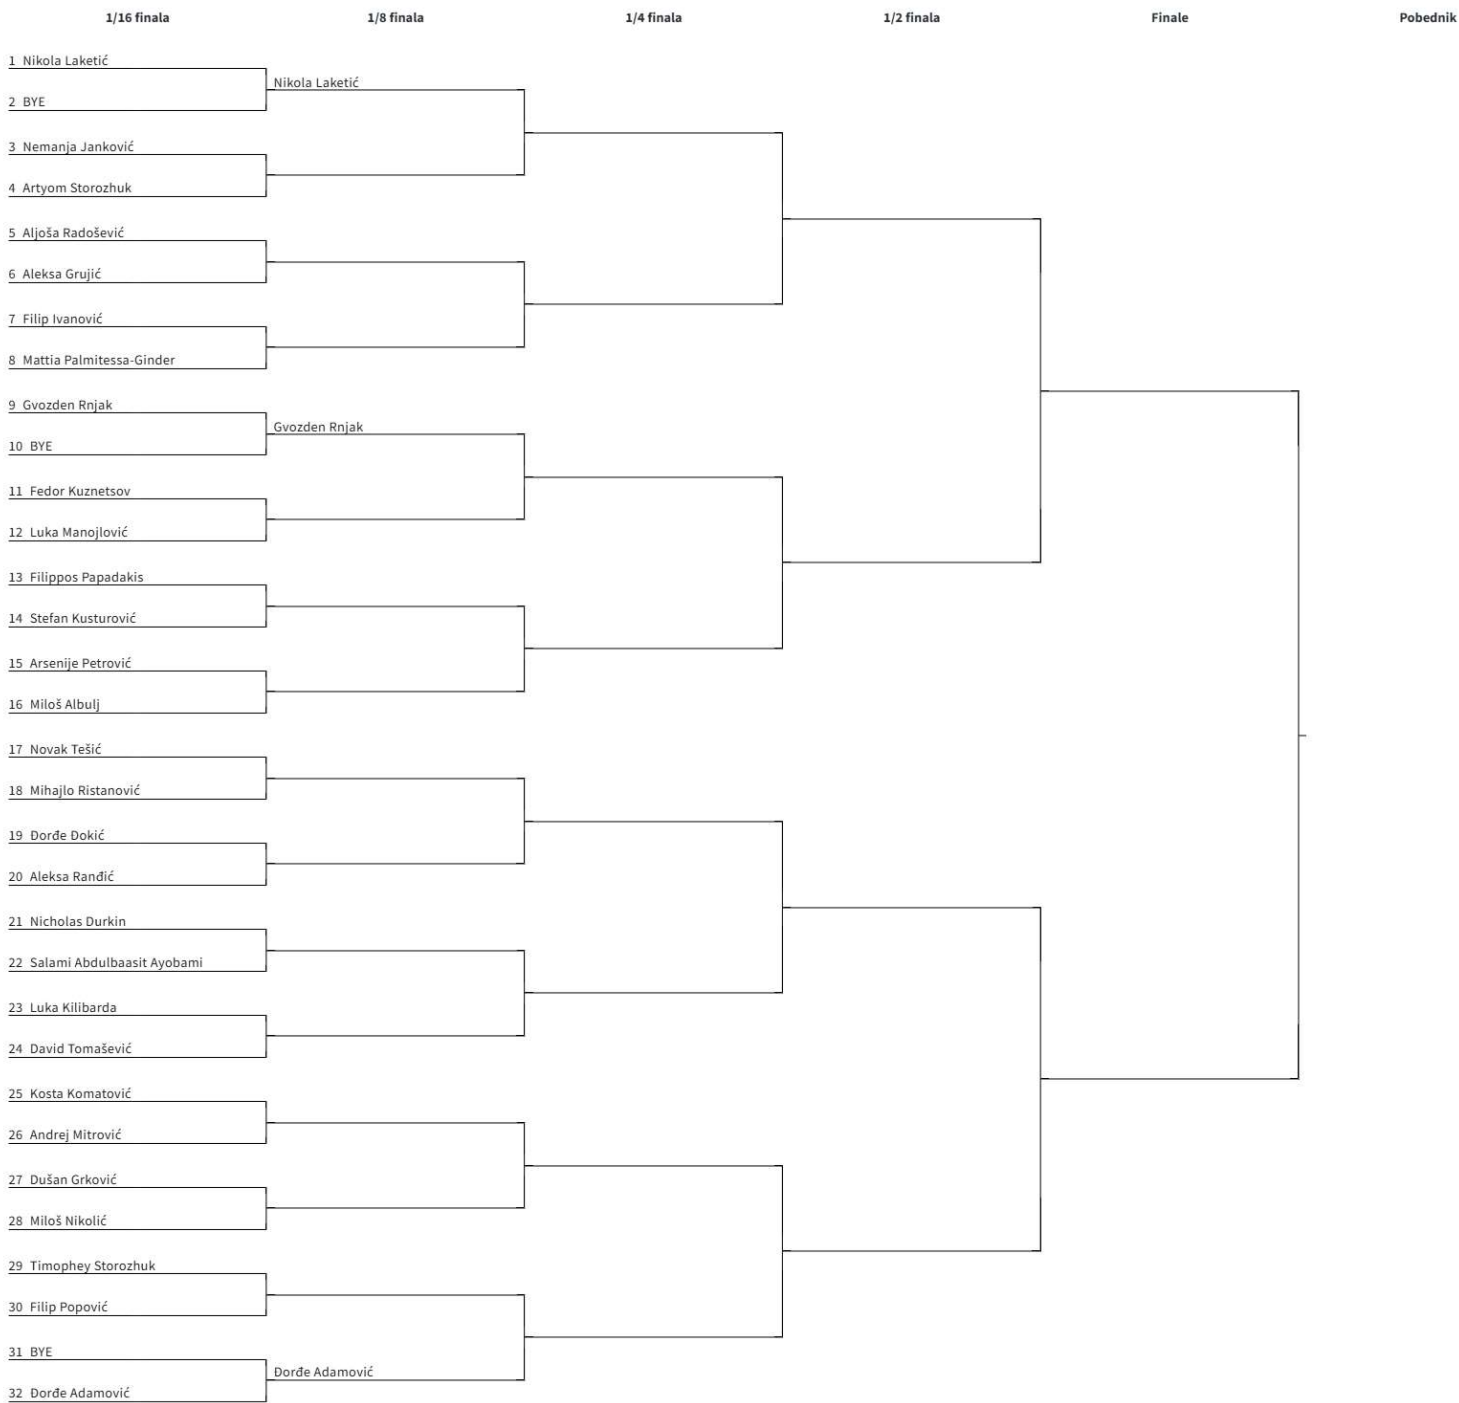 1/16 finala
1/8 finala
1/4 finala
1/2 finala
Finale
Pobednik
1 Nikola Laketić
Nikola Laketić
2 BYE
3 Nemanja Janković
4 Artyom Storozhuk
5 Aljoša Radošević
6 Aleksa Grujić
7 Filip Ivanović
8 Mattia Palmitessa-Ginder
9 Gvozden Rnjak
Gvozden Rnjak
10 BYE
11 Fedor Kuznetsov
12 Luka Manojlović
13 Filippos Papadakis
14 Stefan Kusturović
15 Arsenije Petrović
16 Miloš Albulj
17 Novak Tešić
18 Mihajlo Ristanović
19 Đorđe Đokić
20 Aleksa Ranđić
21 Nicholas Durkin
22 Salami Abdulbaasit Ayobami
23 Luka Kilibarda
24 David Tomašević
25 Kosta Komatović
26 Andrej Mitrović
27 Dušan Grković
28 Miloš Nikolić
29 Timophey Storozhuk
30 Filip Popović
31 BYE
Đorđe Adamović
32 Đorđe Adamović